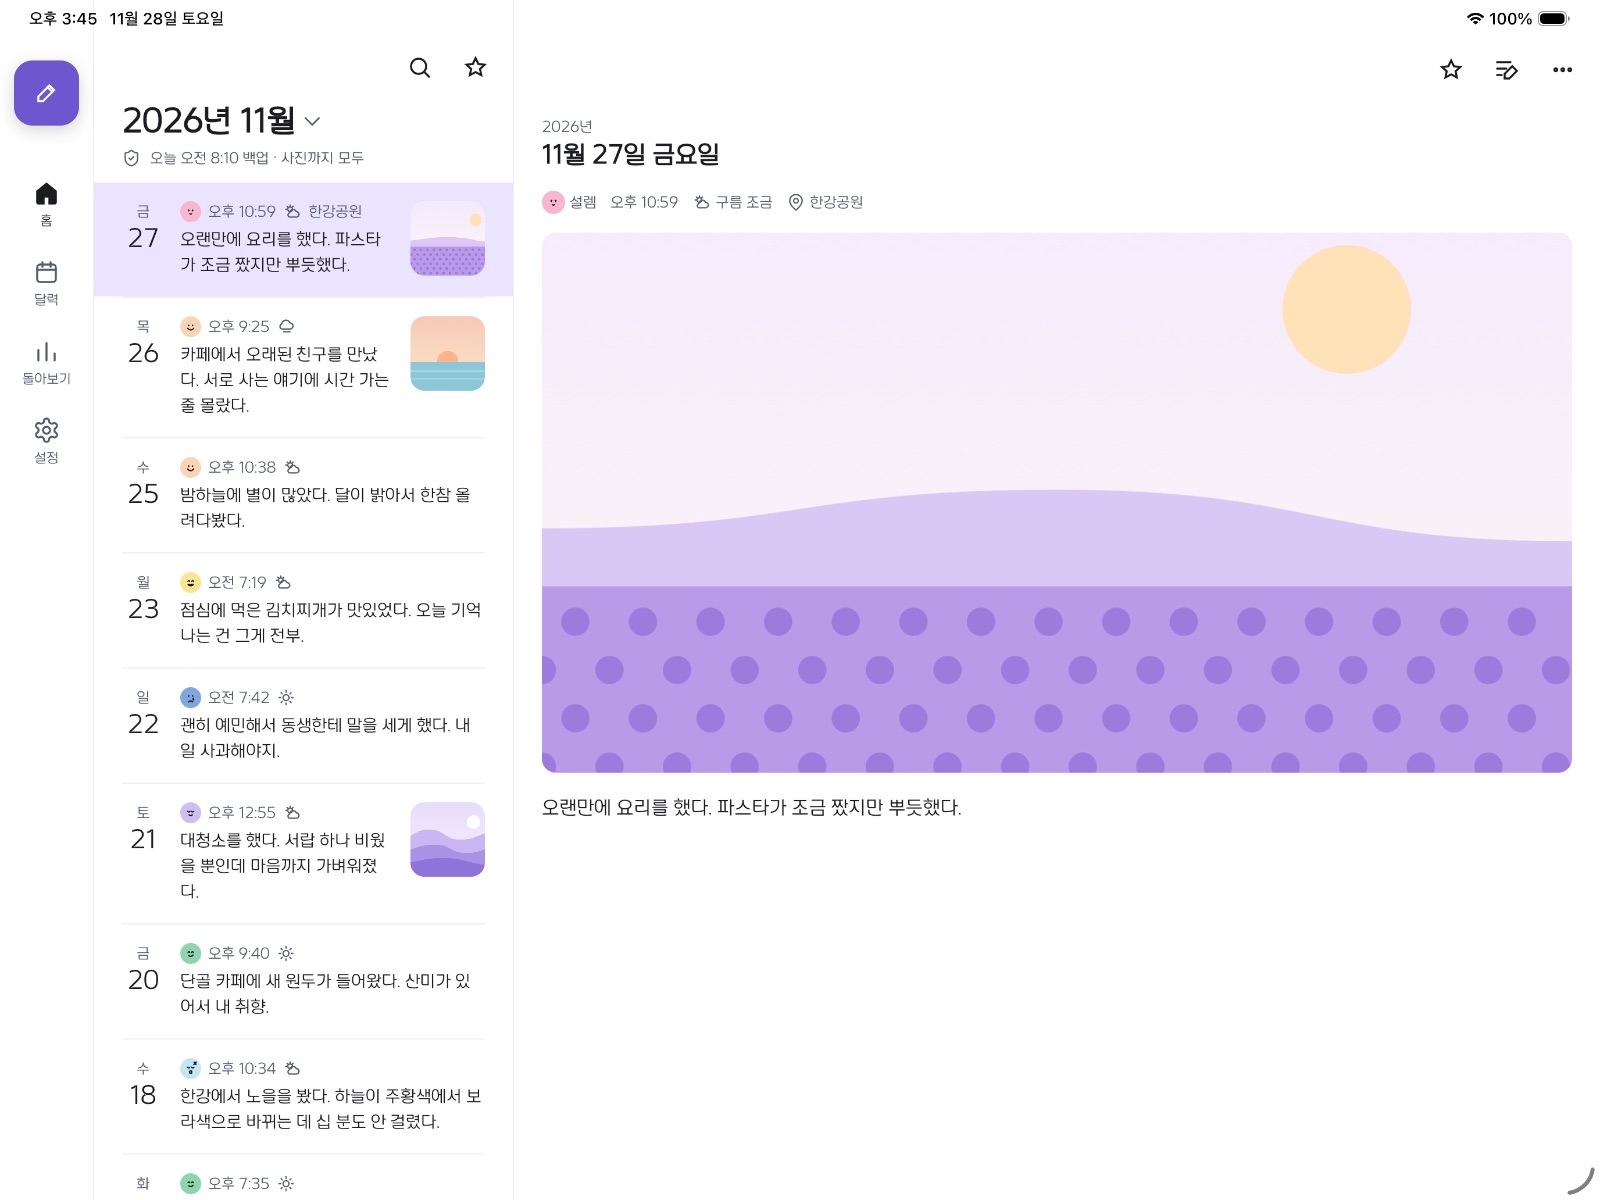 오후 3:45 11월 28일 토요일
100%
홈
달력
돌아보기
설정
2026년 11월
오늘 오전 8:10 백업 · 사진까지 모두
금
27
오후 10:59 한강공원
오랜만에 요리를 했다. 파스타
가 조금 짰지만 뿌듯했다.
목
26
오후 9:25
카페에서 오래된 친구를 만났
다. 서로 사는 얘기에 시간 가는
줄 몰랐다.
수
25
오후 10:38
밤하늘에 별이 많았다. 달이 밝아서 한참 올
려다봤다.
월
23
오전 7:19
점심에 먹은 김치찌개가 맛있었다. 오늘 기억
나는 건 그게 전부.
일
22
오전 7:42
괜히 예민해서 동생한테 말을 세게 했다. 내
일 사과해야지.
토
21
오후 12:55
대청소를 했다. 서랍 하나 비웠
을 뿐인데 마음까지 가벼워졌
다.
금
20
오후 9:40
단골 카페에 새 원두가 들어왔다. 산미가 있
어서 내 취향.
수
18
오후 10:34
한강에서 노을을 봤다. 하늘이 주황색에서 보
라색으로 바뀌는 데 십 분도 안 걸렸다.
화
오후 7:35
2026년
11월 27일 금요일
설렘 오후 10:59 구름 조금 한강공원
오랜만에 요리를 했다. 파스타가 조금 짰지만 뿌듯했다.